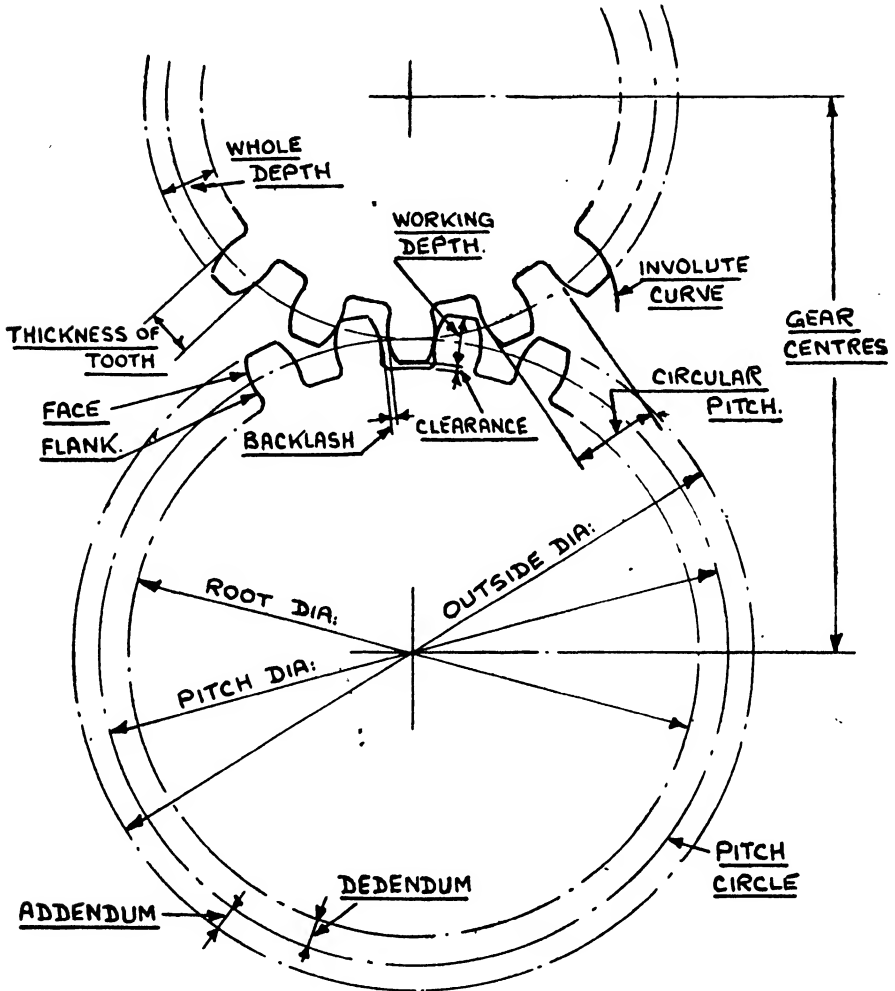 WHOLE
DEPTH
WORKING
DEPTH.
INVOLUTE
CURVE
GEAR
CENTRES
THICKNESS OF
TOOTH
CIRCULAR
PITCH.
FACE
FLANK.
BACKLASH
CLEARANCE
OUTSIDE DIA:
ROOT DIA:
PITCH DIA:
PITCH
CIRCLE
DEDENDUM
ADDENDUM